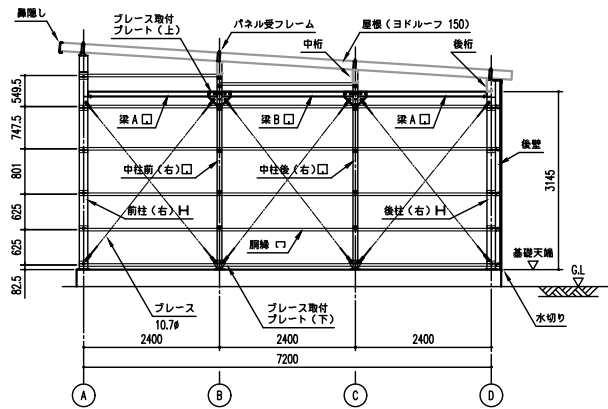 鼻隠し
ブレース取付
プレート（上）
パネル受フレーム
中桁
屋根（ヨドルーフ 150）
後桁
549.5
747.5
801
625
625
82.5
梁A
梁B
梁A
後壁
中柱前（右）
中柱後（右）
3145
前柱（右）
後柱（右）
胴縁
基礎天端
G.L
ブレース
10.7φ
ブレース取付
プレート（下）
水切り
2400
2400
2400
7200
A
B
C
D